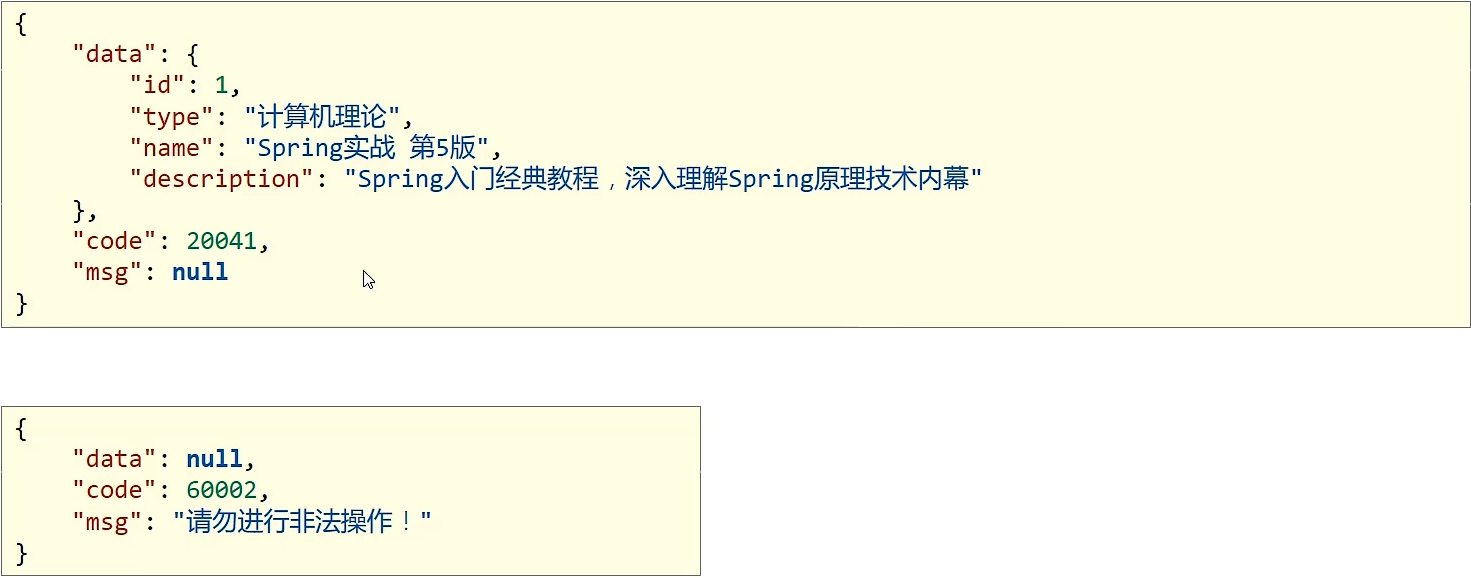 {
    "data": {
        "id": 1,
        "type": "计算机理论",
        "name": "Spring实战 第5版",
        "description": "Spring入门经典教程，深入理解Spring原理技术内幕"
    },
    "code": 20041,
    "msg": null
}
{
    "data": null,
    "code": 60002,
    "msg": "请勿进行非法操作！"
}